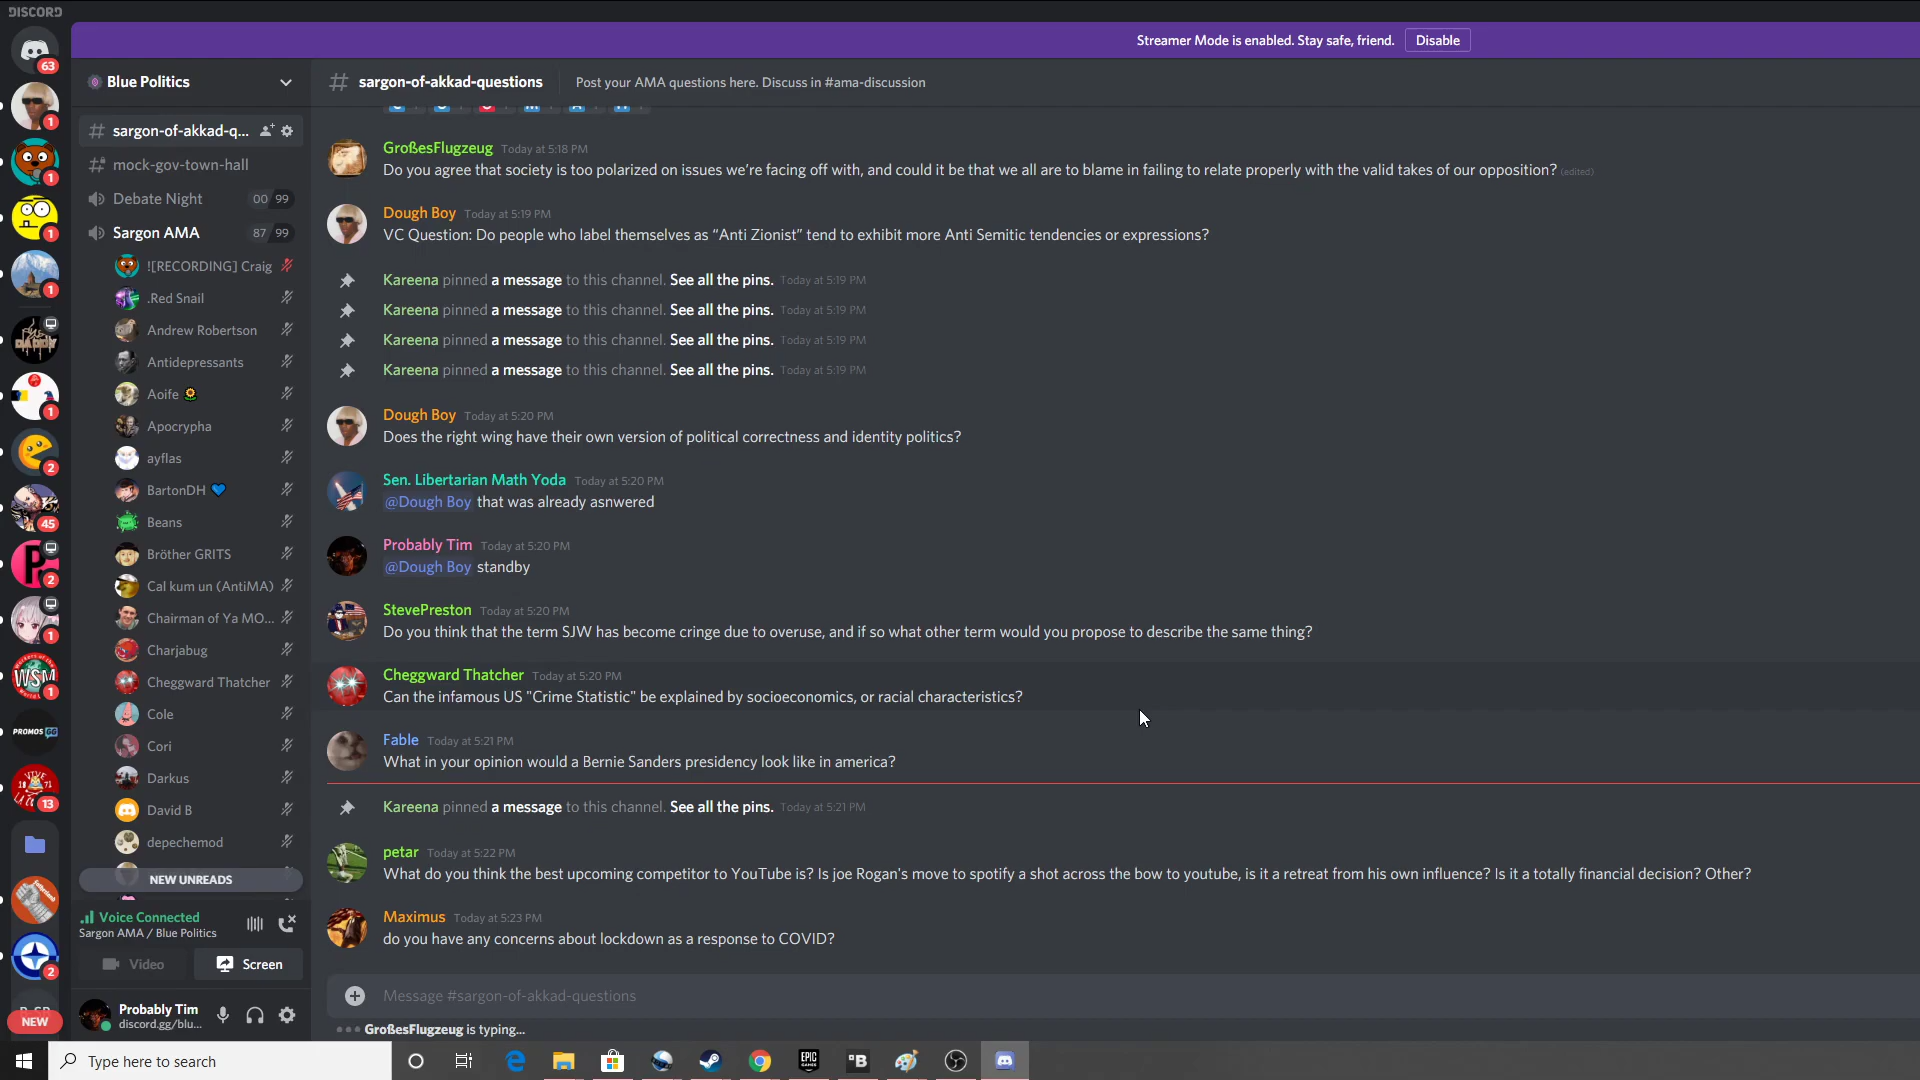 DISCORD
Streamer Mode is enabled. Stay safe, friend. Disable
63
1
1
1
1
DADDY
1
2
45
P
2
1
WSM
1
PROMOS GG
13
2
NEW
Blue Politics
# sargon-of-akkad-q...
# mock-gov-town-hall
Debate Night 00 99
Sargon AMA 87 99
![RECORDING] Craig
.Red Snail
Andrew Robertson
Antidepressants
Aoife 🌻
Apocrypha
ayflas
BartonDH 💙
Beans
Bröther GRITS
Cal kum un (AntiMA)
Chairman of Ya MO...
Charjabug
Cheggward Thatcher
Cole
Cori
Darkus
David B
depechemod
NEW UNREADS
Voice Connected
Sargon AMA / Blue Politics
Video Screen
Probably Tim
discord.gg/blu...
# sargon-of-akkad-questions Post your AMA questions here. Discuss in #ama-discussion
GroßesFlugzeug Today at 5:18 PM
Do you agree that society is too polarized on issues we're facing off with, and could it be that we all are to blame in failing to relate properly with the valid takes of our opposition? (edited)
Dough Boy Today at 5:19 PM
VC Question: Do people who label themselves as “Anti Zionist” tend to exhibit more Anti Semitic tendencies or expressions?
Kareena pinned a message to this channel. See all the pins. Today at 5:19 PM
Kareena pinned a message to this channel. See all the pins. Today at 5:19 PM
Kareena pinned a message to this channel. See all the pins. Today at 5:19 PM
Kareena pinned a message to this channel. See all the pins. Today at 5:19 PM
Dough Boy Today at 5:20 PM
Does the right wing have their own version of political correctness and identity politics?
Sen. Libertarian Math Yoda Today at 5:20 PM
@Dough Boy that was already asnwered
Probably Tim Today at 5:20 PM
@Dough Boy standby
StevePreston Today at 5:20 PM
Do you think that the term SJW has become cringe due to overuse, and if so what other term would you propose to describe the same thing?
Cheggward Thatcher Today at 5:20 PM
Can the infamous US "Crime Statistic" be explained by socioeconomics, or racial characteristics?
Fable Today at 5:21 PM
What in your opinion would a Bernie Sanders presidency look like in america?
Kareena pinned a message to this channel. See all the pins. Today at 5:21 PM
petar Today at 5:22 PM
What do you think the best upcoming competitor to YouTube is? Is joe Rogan's move to spotify a shot across the bow to youtube, is it a retreat from his own influence? Is it a totally financial decision? Other?
Maximus Today at 5:23 PM
do you have any concerns about lockdown as a response to COVID?
Message #sargon-of-akkad-questions
GroßesFlugzeug is typing...
Type here to search
EPIC GAMES
B